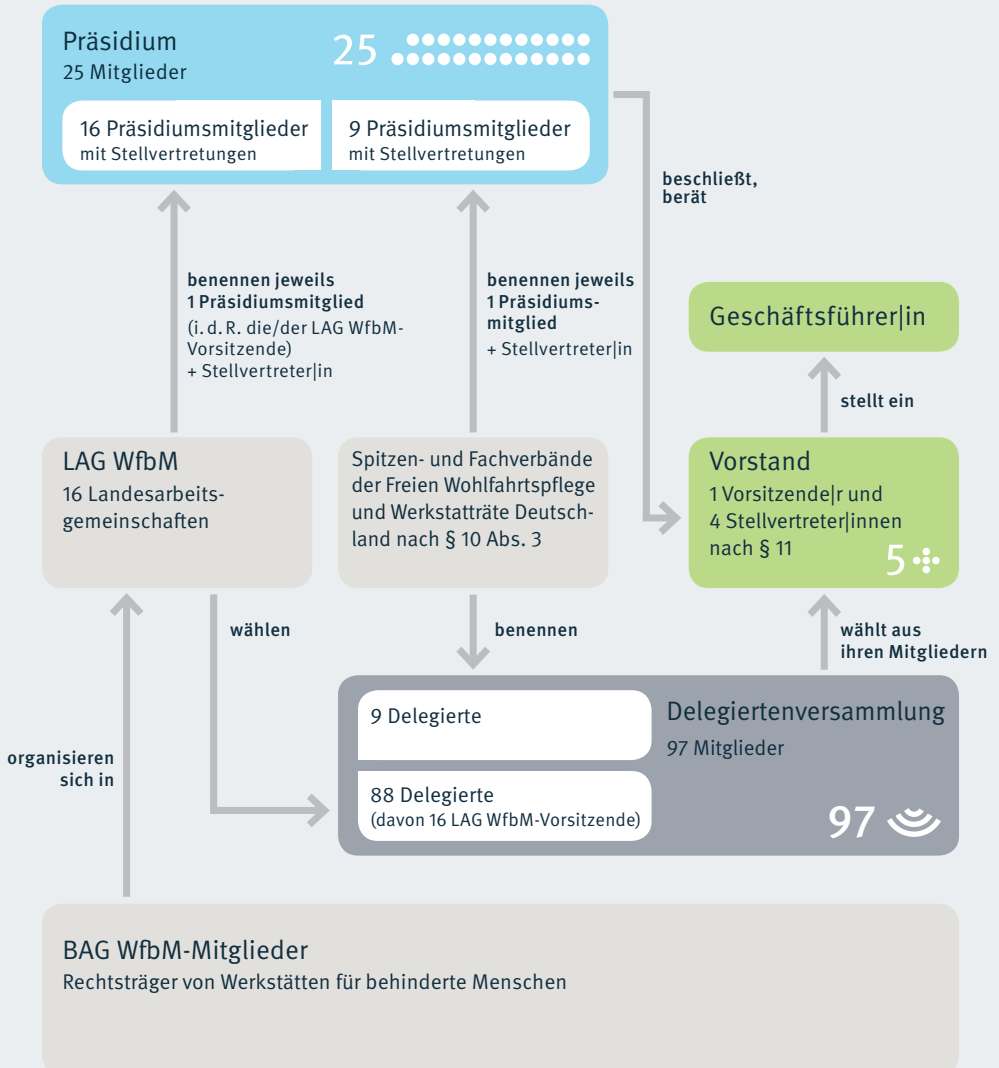 Präsidium
25 Mitglieder
25
16 Präsidiumsmitglieder
mit Stellvertretungen
9 Präsidiumsmitglieder
mit Stellvertretungen
beschließt,
berät
benennen jeweils
1 Präsidiumsmitglied
(i. d. R. die/der LAG WfbM-
Vorsitzende)
+ Stellvertreter|in
benennen jeweils
1 Präsidiums-
mitglied
+ Stellvertreter|in
Geschäftsführer|in
stellt ein
LAG WfbM
16 Landesarbeits-
gemeinschaften
Spitzen- und Fachverbände
der Freien Wohlfahrtspflege
und Werkstatträte Deutsch-
land nach § 10 Abs. 3
Vorstand
1 Vorsitzende|r und
4 Stellvertreter|innen
nach § 11
5
wählen
benennen
wählt aus
ihren Mitgliedern
9 Delegierte
88 Delegierte
(davon 16 LAG WfbM-Vorsitzende)
Delegiertenversammlung
97 Mitglieder
97
organisieren
sich in
BAG WfbM-Mitglieder
Rechtsträger von Werkstätten für behinderte Menschen